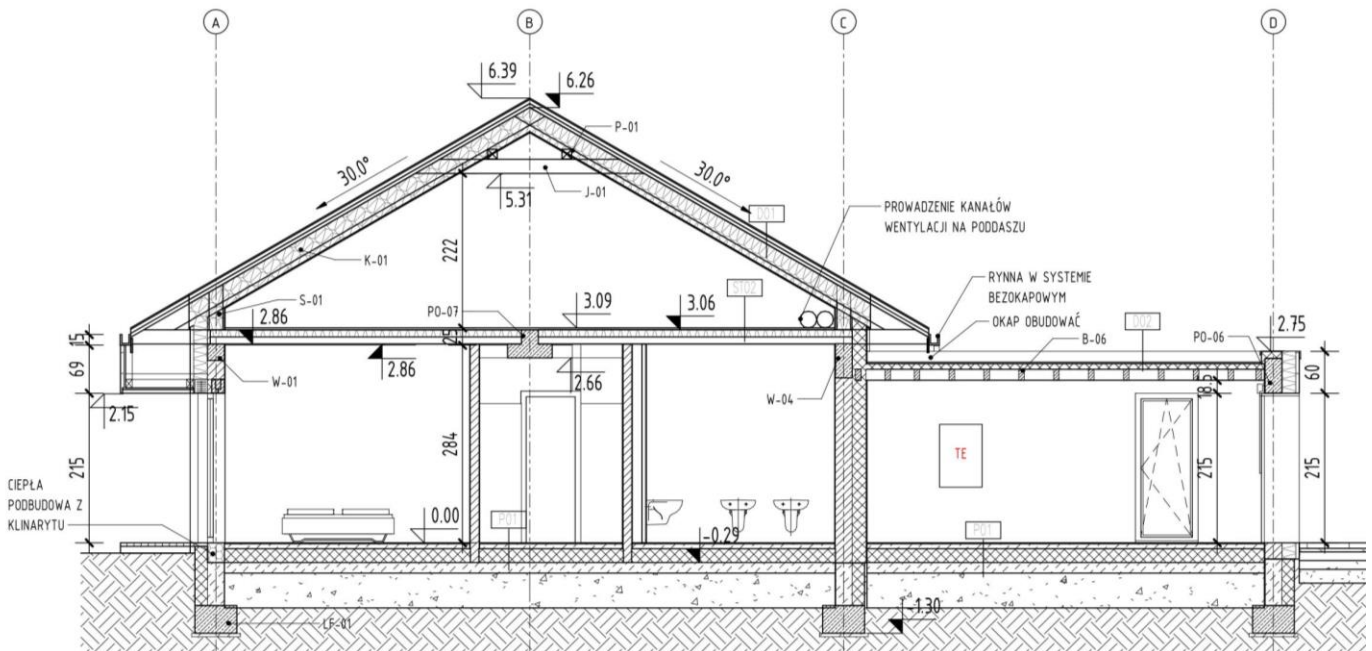 A
B
C
D
6.39
6.26
P-01
30.0°
30.0°
J-01
5.31
D01
PROWADZENIE KANAŁÓW
WENTYLACJI NA PODDASZU
K-01
222
RYNNA W SYSTEMIE
BEZOKAPOWYM
S-01
ST02
PO-07
3.09
3.06
2.86
OKAP OBUDOWAĆ
D02
2.75
15
B-06
PO-06
2.86
69
2.66
60
W-01
W-04
18.5
2.15
TE
284
215
215
215
CIEPŁA
PODBUDOWA Z
KLINARYTU
0.00
P01
P01
-0.29
-1.30
LF-01